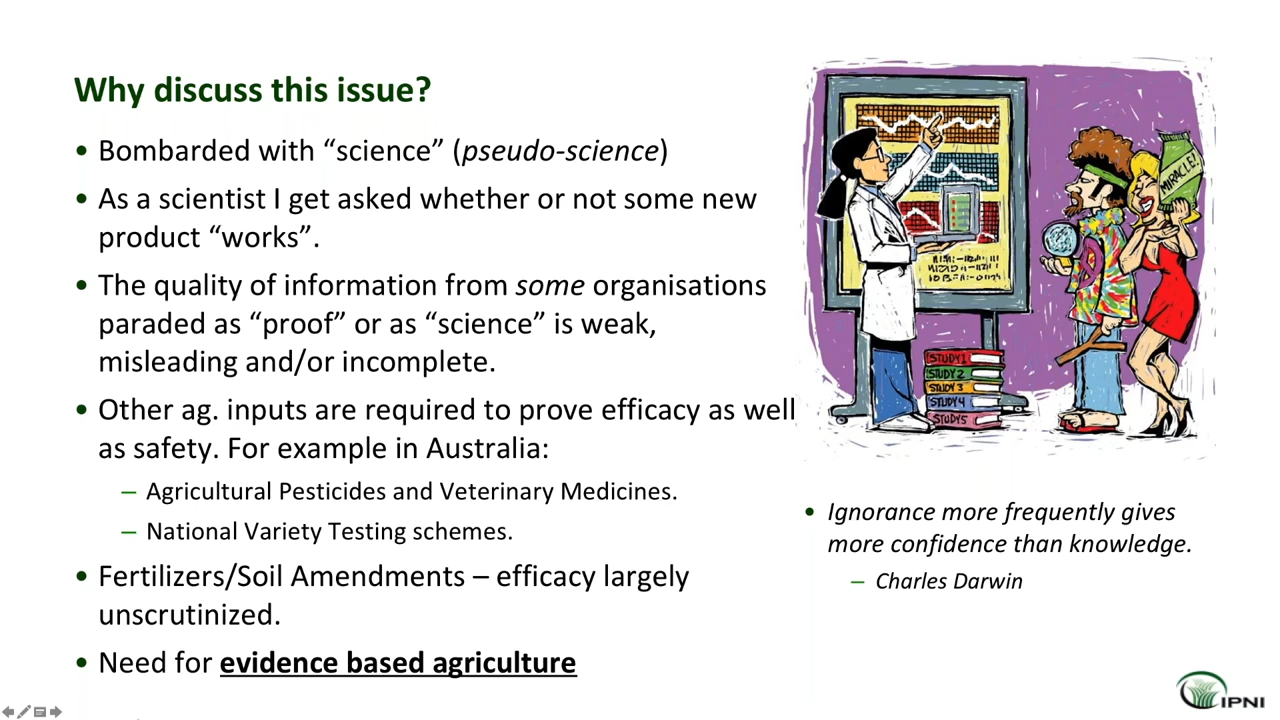 Why discuss this issue?
• Bombarded with “science” (pseudo-science)
• As a scientist I get asked whether or not some new
product “works”.
• The quality of information from some organisations
paraded as “proof” or as “science” is weak,
misleading and/or incomplete.
• Other ag. inputs are required to prove efficacy as well
as safety. For example in Australia:
– Agricultural Pesticides and Veterinary Medicines.
– National Variety Testing schemes.
• Fertilizers/Soil Amendments – efficacy largely
unscrutinized.
• Need for evidence based agriculture
MIRACLE!
STUDY 1
STUDY 2
STUDY 3
STUDY 4
STUDY 5
• Ignorance more frequently gives
more confidence than knowledge.
– Charles Darwin
IPNI